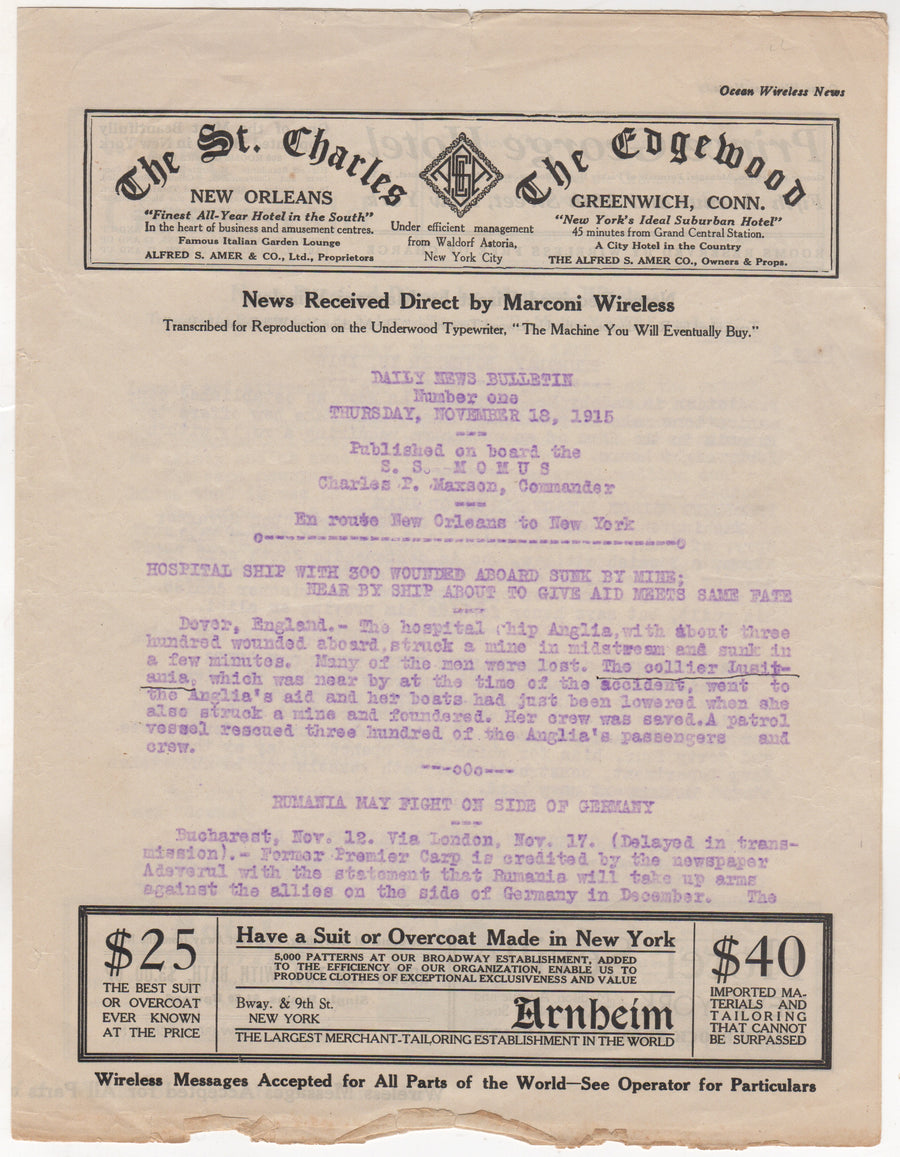 Ocean Wireless News
The St. Charles
NEW ORLEANS
"Finest All-Year Hotel in the South"
In the heart of business and amusement centres.
Famous Italian Garden Lounge
ALFRED S. AMER & CO., Ltd., Proprietors
Under efficient management
from Waldorf Astoria,
New York City
The Edgewood
GREENWICH, CONN.
"New York's Ideal Suburban Hotel"
45 minutes from Grand Central Station.
A City Hotel in the Country
THE ALFRED S. AMER CO., Owners & Props.
News Received Direct by Marconi Wireless
Transcribed for Reproduction on the Underwood Typewriter, "The Machine You Will Eventually Buy."
DAILY NEWS BULLETIN
Number one
THURSDAY, NOVEMBER 18, 1915
Published on board the
S. S. M O M U S
Charles P. Maxson, Commander
En route New Orleans to New York
HOSPITAL SHIP WITH 300 WOUNDED ABOARD SUNK BY MINE;
NEAR BY SHIP ABOUT TO GIVE AID MEETS SAME FATE
Dover, England.- The hospital ship Anglia,with about three
hundred wounded aboard,struck a mine in midstream and sunk in
a few minutes. Many of the men were lost. The collier Lusit-
ania, which was near by at the time of the accident, went to
the Anglia's aid and her boats had just been lowered when she
also struck a mine and foundered. Her crew was saved.A patrol
vessel rescued three hundred of the Anglia's passengers and
crew.
---oOo---
RUMANIA MAY FIGHT ON SIDE OF GERMANY
Bucharest, Nov. 12. Via London, Nov. 17. (Delayed in trans-
mission).- Former Premier Carp is credited by the newspaper
Adeverul with the statement that Rumania will take up arms
against the allies on the side of Germany in December. The
$25
THE BEST SUIT
OR OVERCOAT
EVER KNOWN
AT THE PRICE
Have a Suit or Overcoat Made in New York
5,000 PATTERNS AT OUR BROADWAY ESTABLISHMENT, ADDED
TO THE EFFICIENCY OF OUR ORGANIZATION, ENABLE US TO
PRODUCE CLOTHES OF EXCEPTIONAL EXCLUSIVENESS AND VALUE
Bway. & 9th St.
NEW YORK
Arnheim
THE LARGEST MERCHANT-TAILORING ESTABLISHMENT IN THE WORLD
$40
IMPORTED MA-
TERIALS AND
TAILORING
THAT CANNOT
BE SURPASSED
Wireless Messages Accepted for All Parts of the World—See Operator for Particulars